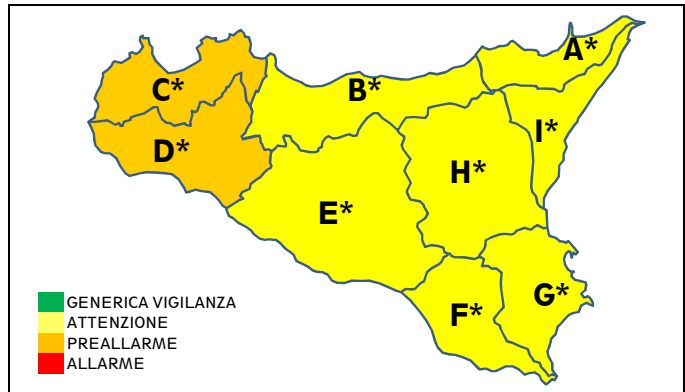 A*
C*
B*
I*
D*
H*
E*
G*
F*
GENERICA VIGILANZA
ATTENZIONE
PREALLARME
ALLARME